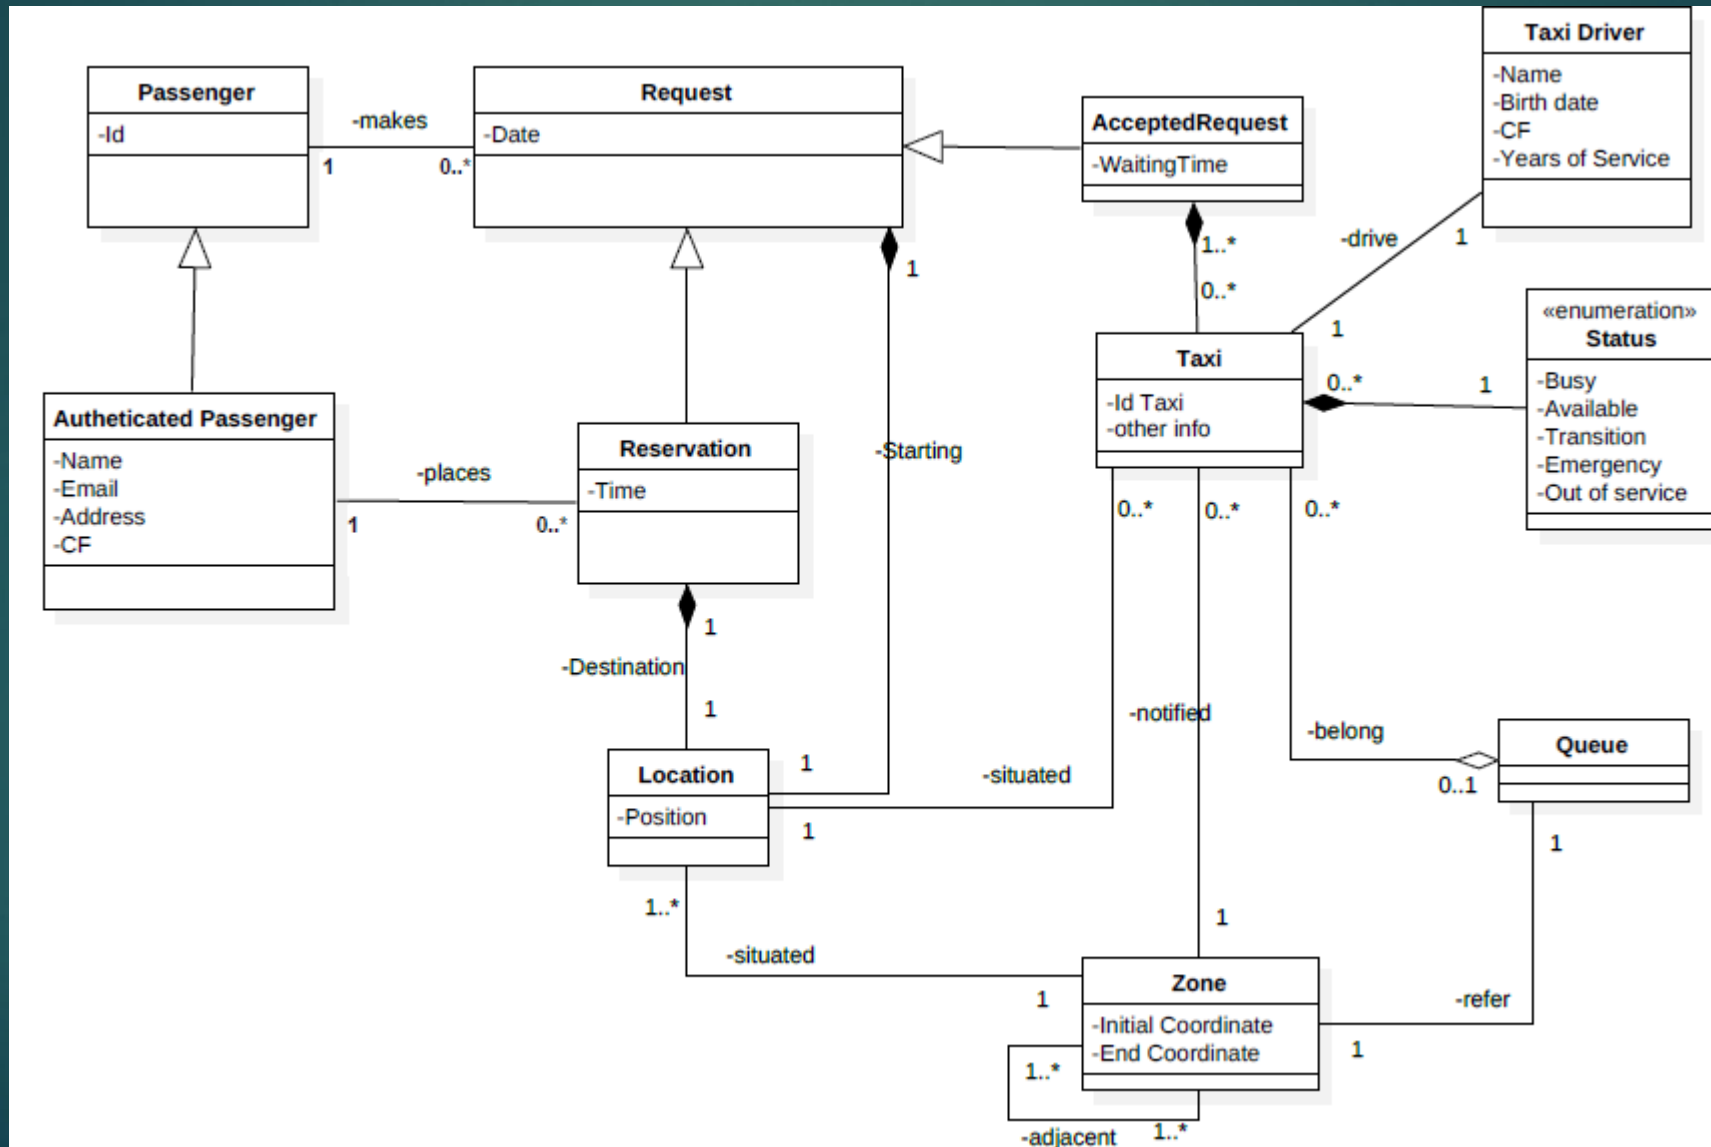 Taxi Driver
-Name
-Birth date
-CF
-Years of Service
Passenger
-Id
-makes
1
0..*
Request
-Date
AcceptedRequest
-WaitingTime
-drive
1
1
1..*
0..*
1
«enumeration»
Status
-Busy
-Available
-Transition
-Emergency
-Out of service
Taxi
-Id Taxi
-other info
0..*
1
Autheticated Passenger
-Name
-Email
-Address
-CF
-places
1
0..*
Reservation
-Time
-Starting
0..*
0..*
0..*
1
-Destination
1
-notified
-belong
0..1
Queue
1
Location
-Position
1
1
-situated
1..*
-situated
1
1
Zone
-Initial Coordinate
-End Coordinate
-refer
1
1..*
1..*
-adjacent